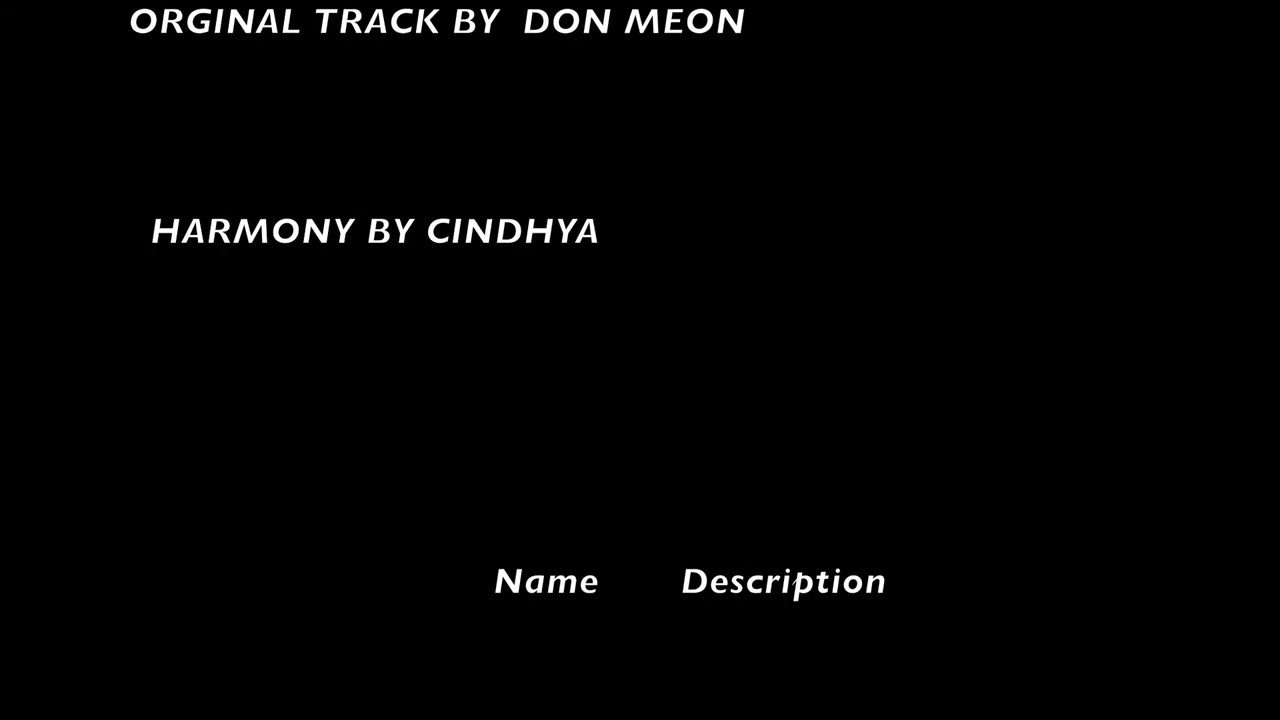 ORGINAL TRACK BY  DON MEON
HARMONY BY CINDHYA
Name Description